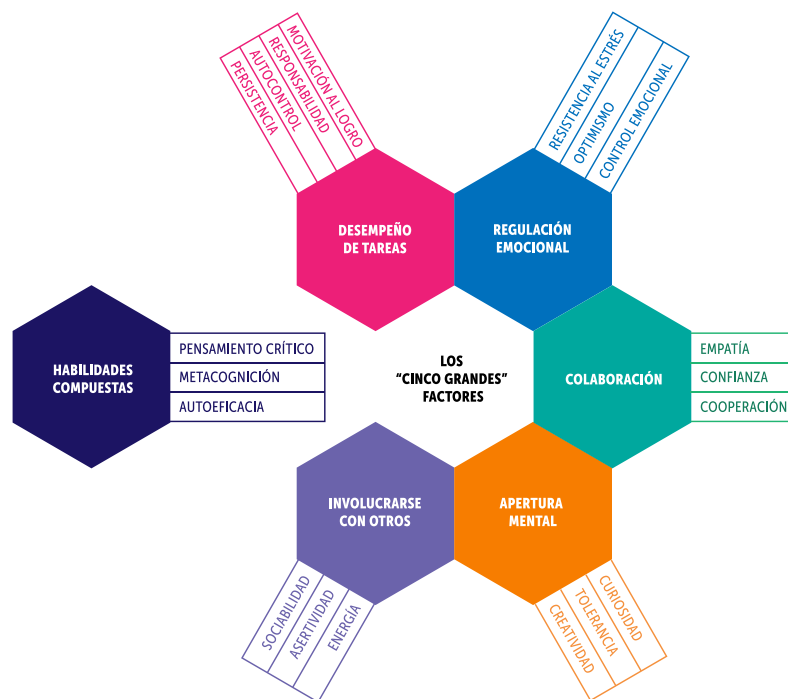 MOTIVACIÓN AL LOGRO
RESPONSABILIDAD
AUTOCONTROL
PERSISTENCIA
RESISTENCIA AL ESTRÉS
OPTIMISMO
CONTROL EMOCIONAL
DESEMPEÑO
DE TAREAS
REGULACIÓN
EMOCIONAL
HABILIDADES
COMPUESTAS
PENSAMIENTO CRÍTICO
METACOGNICIÓN
AUTOEFICACIA
LOS
“CINCO GRANDES”
FACTORES
COLABORACIÓN
EMPATÍA
CONFIANZA
COOPERACIÓN
INVOLUCRARSE
CON OTROS
APERTURA
MENTAL
SOCIABILIDAD
ASERTIVIDAD
ENERGÍA
CREATIVIDAD
TOLERANCIA
CURIOSIDAD